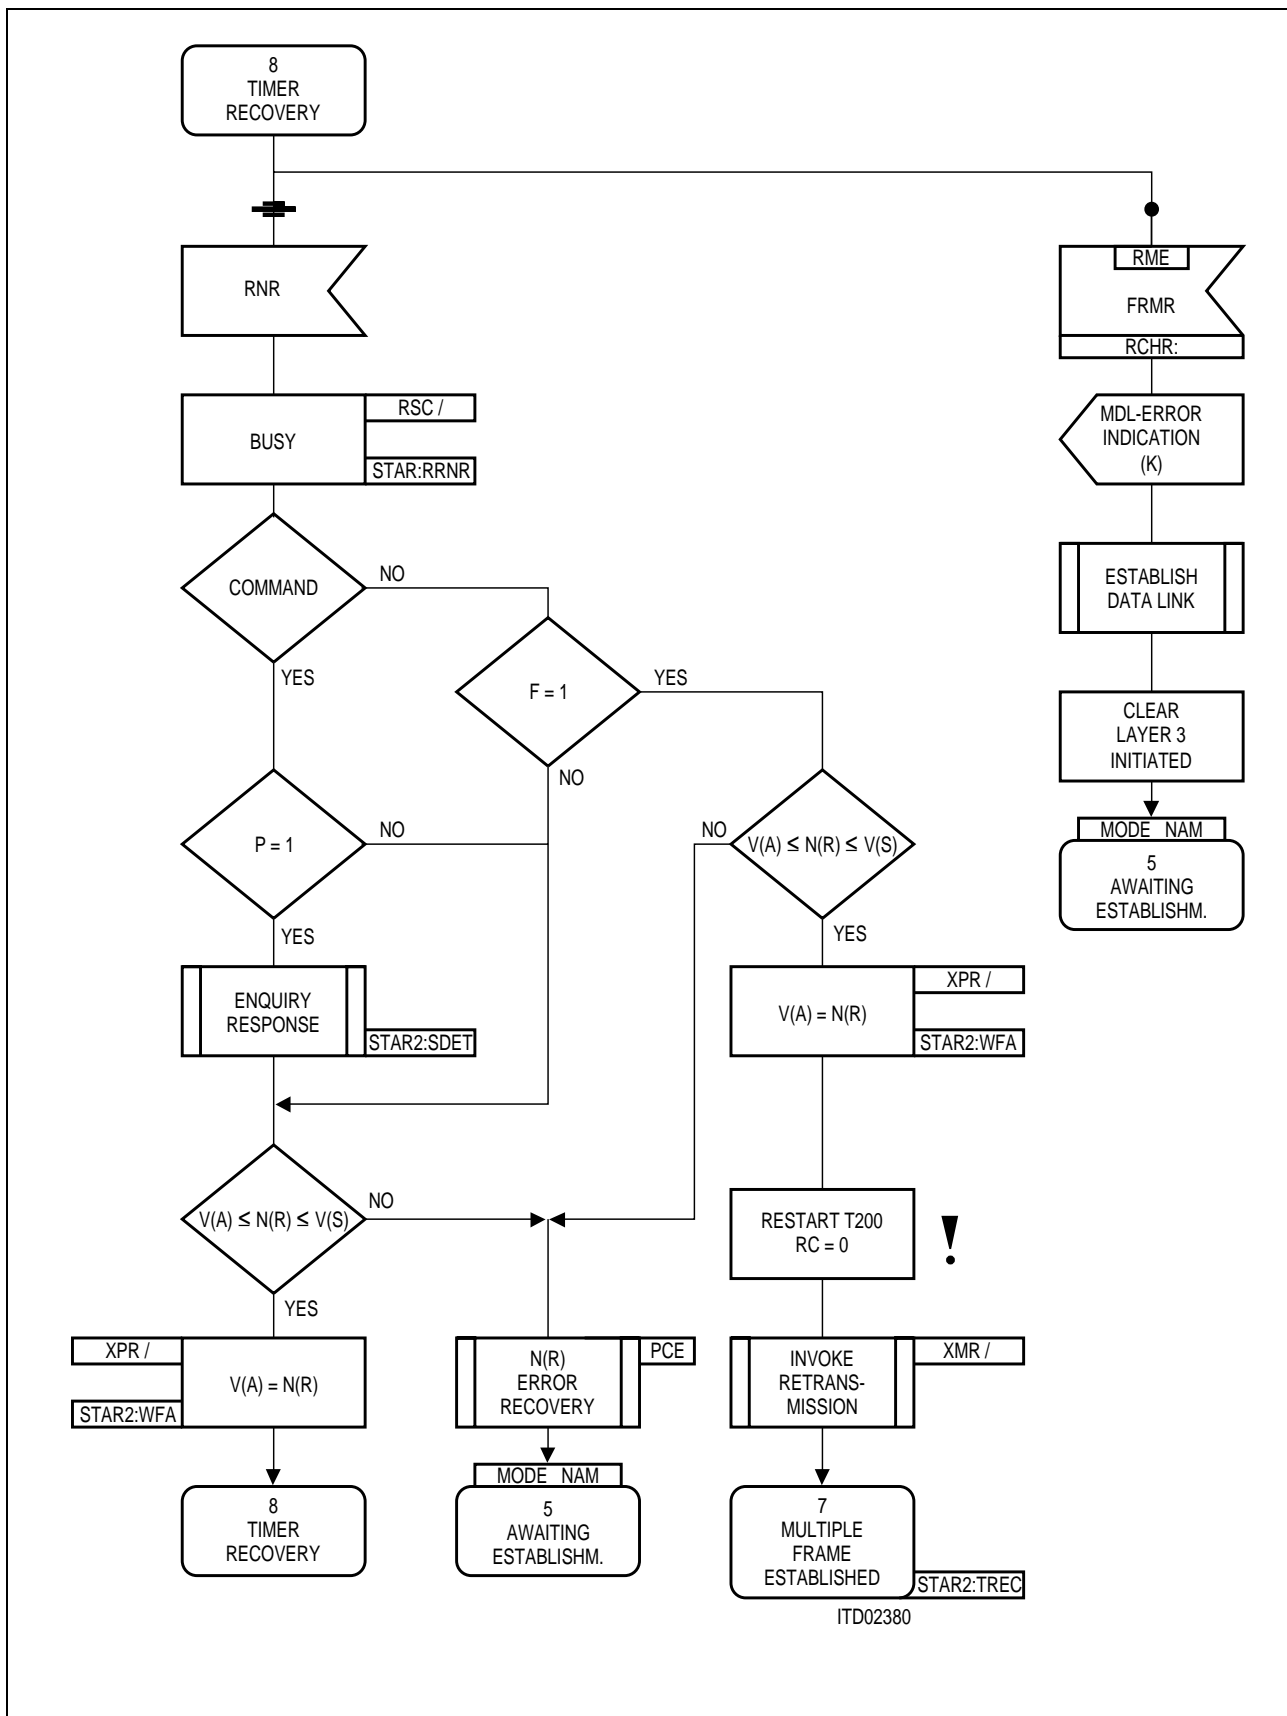 8
TIMER
RECOVERY
RNR
RME
FRMR
RCHR:
BUSY
RSC /
STAR:RRNR
MDL-ERROR
INDICATION
(K)
COMMAND
NO
YES
ESTABLISH
DATA LINK
F = 1
YES
NO
CLEAR
LAYER 3
INITIATED
P = 1
NO
YES
V(A) ≤ N(R) ≤ V(S)
NO
YES
MODE NAM
5
AWAITING
ESTABLISHM.
ENQUIRY
RESPONSE
STAR2:SDET
V(A) = N(R)
XPR /
STAR2:WFA
V(A) ≤ N(R) ≤ V(S)
NO
YES
RESTART T200
RC = 0
!
XPR /
V(A) = N(R)
STAR2:WFA
N(R)
ERROR
RECOVERY
PCE
INVOKE
RETRANS-
MISSION
XMR /
8
TIMER
RECOVERY
MODE NAM
5
AWAITING
ESTABLISHM.
7
MULTIPLE
FRAME
ESTABLISHED
STAR2:TREC
ITD02380